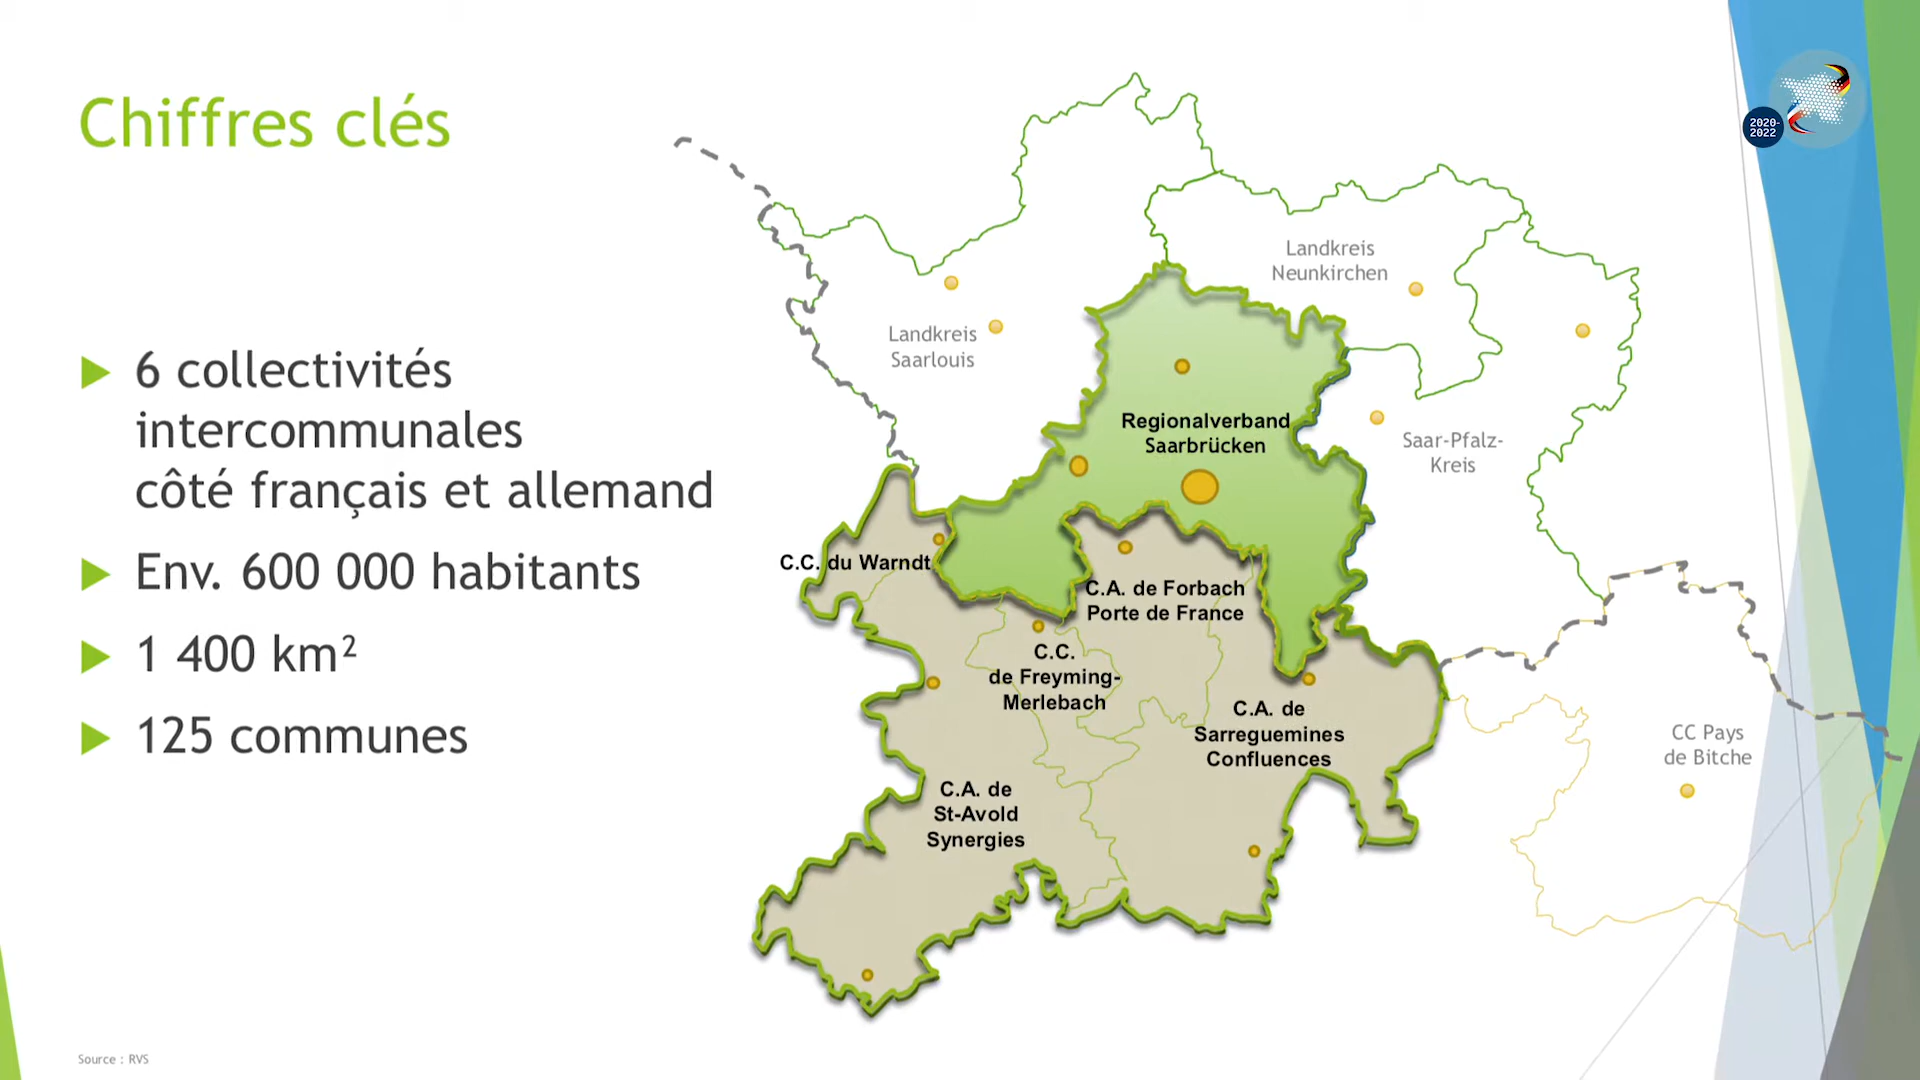 Chiffres clés
2020-
2022
6 collectivités
intercommunales
côté français et allemand
Env. 600 000 habitants
1 400 km²
125 communes
Landkreis
Neunkirchen
Landkreis
Saarlouis
Regionalverband
Saarbrücken
Saar-Pfalz-
Kreis
C.C. du Warndt
C.A. de Forbach
Porte de France
C.C.
de Freyming-
Merlebach
C.A. de
Sarreguemines
Confluences
CC Pays
de Bitche
C.A. de
St-Avold
Synergies
Source : RVS